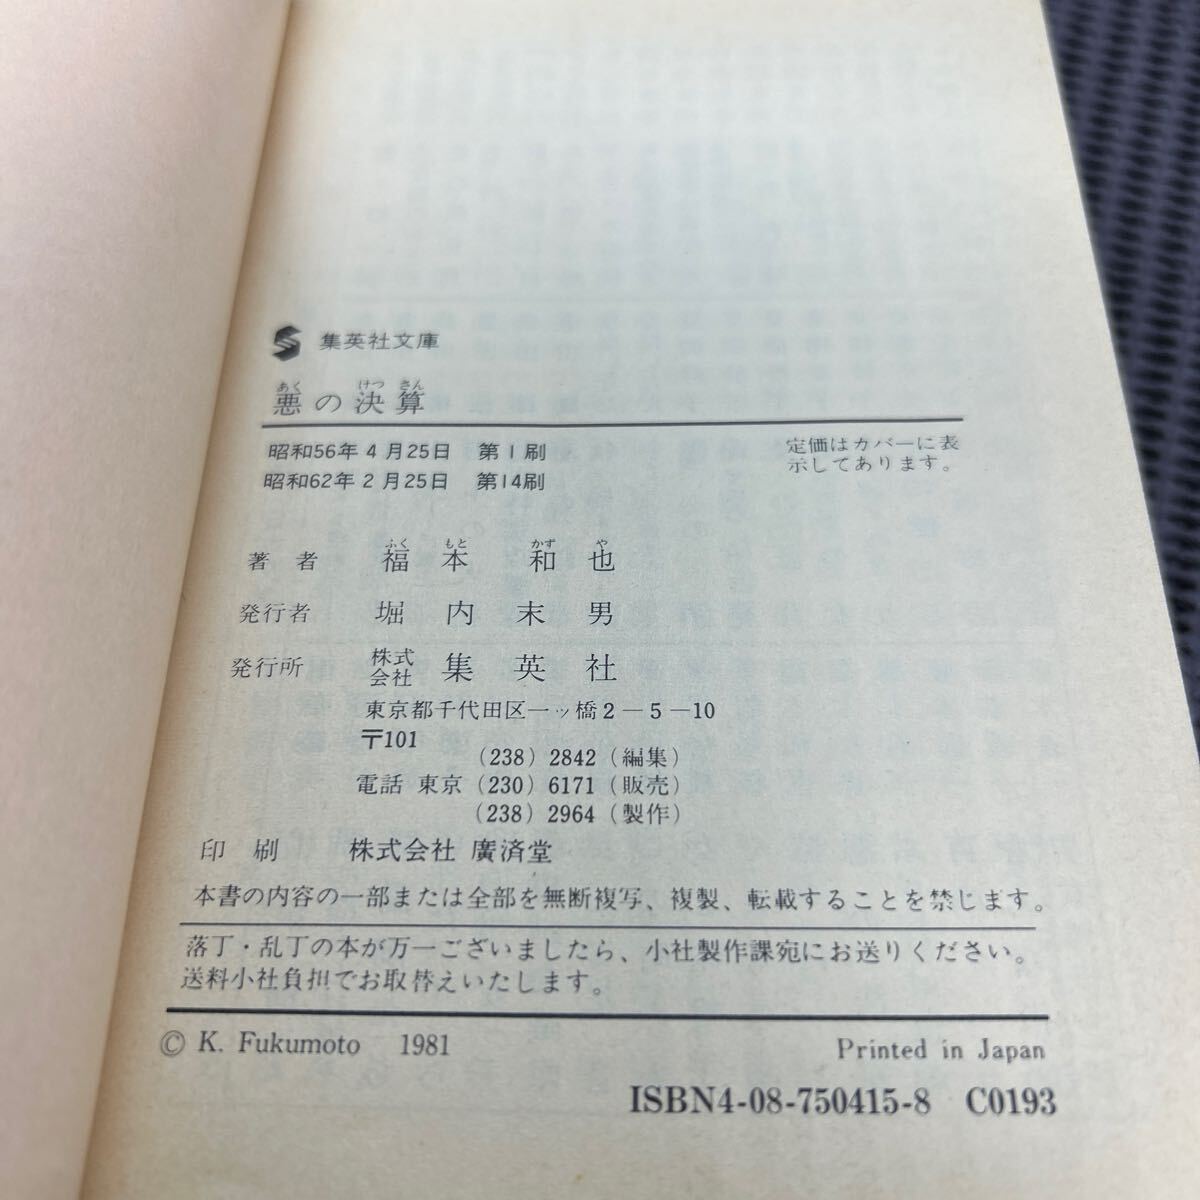 集英社文庫
あく けつ さん
悪の決算
昭和56年4月25日 第1刷
昭和62年2月25日 第14刷
定価はカバーに表
示してあります。
ふく もと かず や
著者 福本和也
発行者 堀内末男
発行所 株式会社 集英社
東京都千代田区一ッ橋2-5-10
〒101
(238) 2842 (編集)
電話 東京 (230) 6171 (販売)
(238) 2964 (製作)
印刷 株式会社 廣済堂
本書の内容の一部または全部を無断複写、複製、転載することを禁じます。
落丁・乱丁の本が万一ございましたら、小社製作課宛にお送りください。
送料小社負担でお取替えいたします。
© K. Fukumoto 1981
Printed in Japan
ISBN4-08-750415-8 C0193